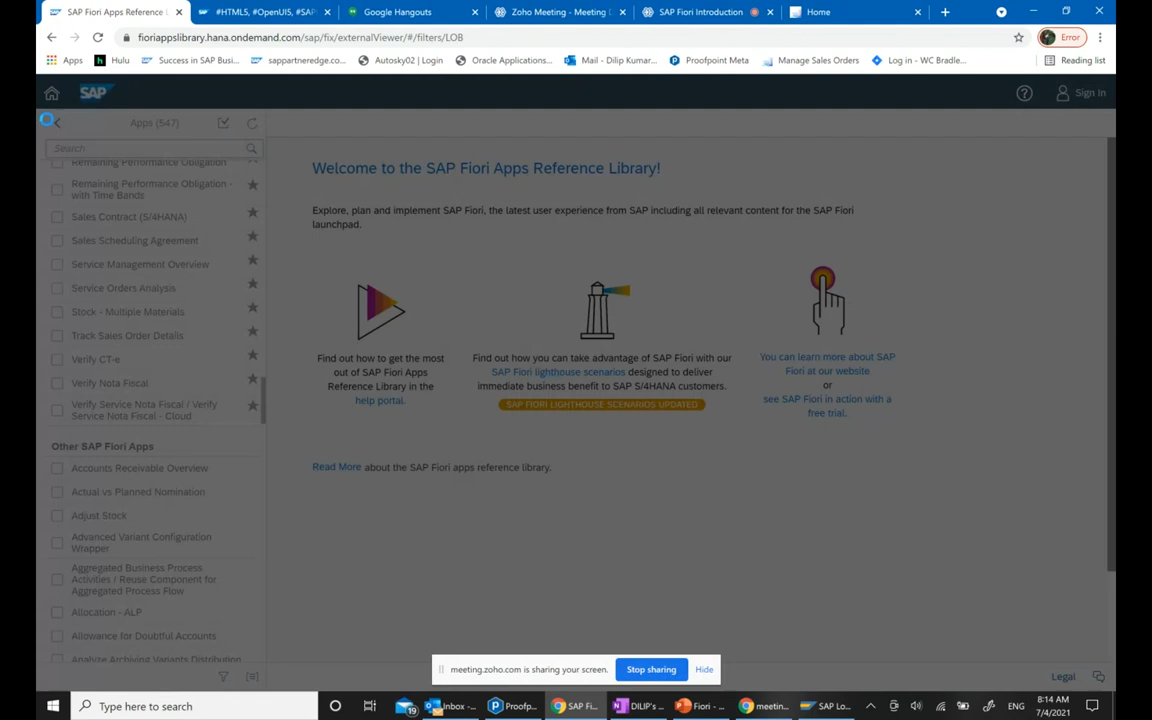 SAP Fiori Apps Reference L
#HTML5, #OpenUI5, #SAP
Google Hangouts
Zoho Meeting - Meeting D
SAP Fiori Introduction
Home
fioriappslibrary.hana.ondemand.com/sap/fix/externalViewer/#/filters/LOB
Error
Apps
Hulu
Success in SAP Busi...
sappartneredge.co...
Autosky02 | Login
Oracle Applications...
Mail - Dilip Kumar...
Proofpoint Meta
Manage Sales Orders
Log in - WC Bradle...
Reading list
SAP
Sign In
Apps (547)
Search
Remaining Performance Obligation
Remaining Performance Obligation -
with Time Bands
Sales Contract (S/4HANA)
Sales Scheduling Agreement
Service Management Overview
Service Orders Analysis
Stock - Multiple Materials
Track Sales Order Details
Verify CT-e
Verify Nota Fiscal
Verify Service Nota Fiscal / Verify
Service Nota Fiscal - Cloud
Other SAP Fiori Apps
Accounts Receivable Overview
Actual vs Planned Nomination
Adjust Stock
Advanced Variant Configuration
Wrapper
Aggregated Business Process
Activities / Reuse Component for
Aggregated Process Flow
Allocation - ALP
Allowance for Doubtful Accounts
Analyze Archiving Variants Distribution
Welcome to the SAP Fiori Apps Reference Library!
Explore, plan and implement SAP Fiori, the latest user experience from SAP including all relevant content for the SAP Fiori
launchpad.
Find out how to get the most
out of SAP Fiori Apps
Reference Library in the
help portal.
Find out how you can take advantage of SAP Fiori with our
SAP Fiori lighthouse scenarios designed to deliver
immediate business benefit to SAP S/4HANA customers.
SAP FIORI LIGHTHOUSE SCENARIOS UPDATED
You can learn more about SAP
Fiori at our website
or
see SAP Fiori in action with a
free trial.
Read More about the SAP Fiori apps reference library.
meeting.zoho.com is sharing your screen.
Stop sharing
Hide
Legal
Type here to search
19
Inbox -...
Proofp...
SAP Fi...
DILIP's ...
Fiori - ...
meetin...
SAP Lo...
ENG
8:14 AM
7/4/2021